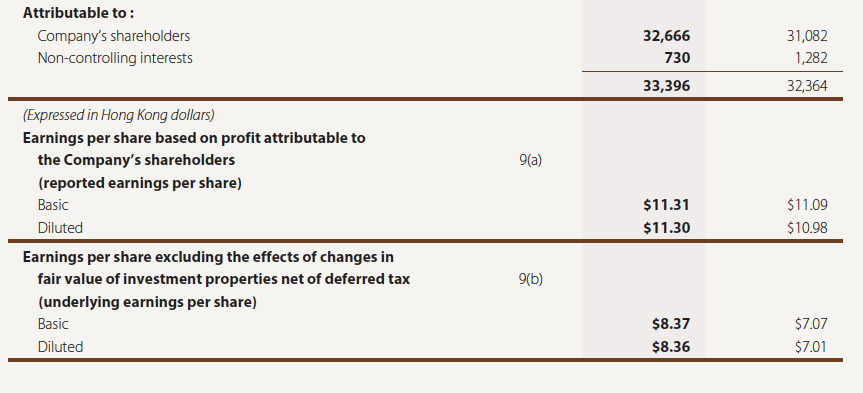 Attributable to :
Company's shareholders 32,666 31,082
Non-controlling interests 730 1,282
33,396 32,364
(Expressed in Hong Kong dollars)
Earnings per share based on profit attributable to
the Company's shareholders 9(a)
(reported earnings per share)
Basic $11.31 $11.09
Diluted $11.30 $10.98
Earnings per share excluding the effects of changes in
fair value of investment properties net of deferred tax 9(b)
(underlying earnings per share)
Basic $8.37 $7.07
Diluted $8.36 $7.01